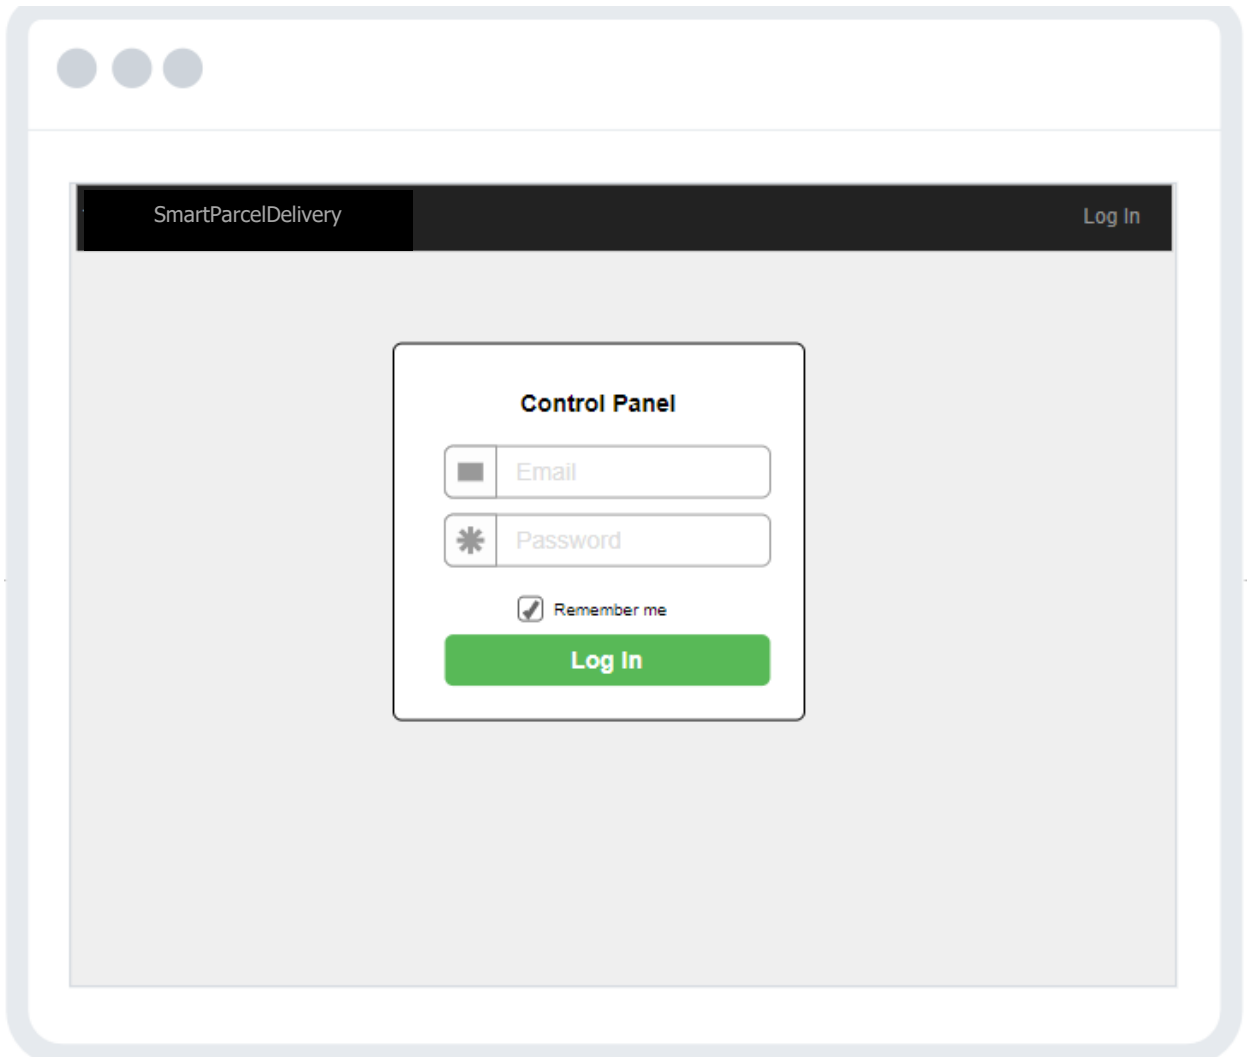 SmartParcelDelivery
Log In
Control Panel
Email
Password
Remember me
Log In